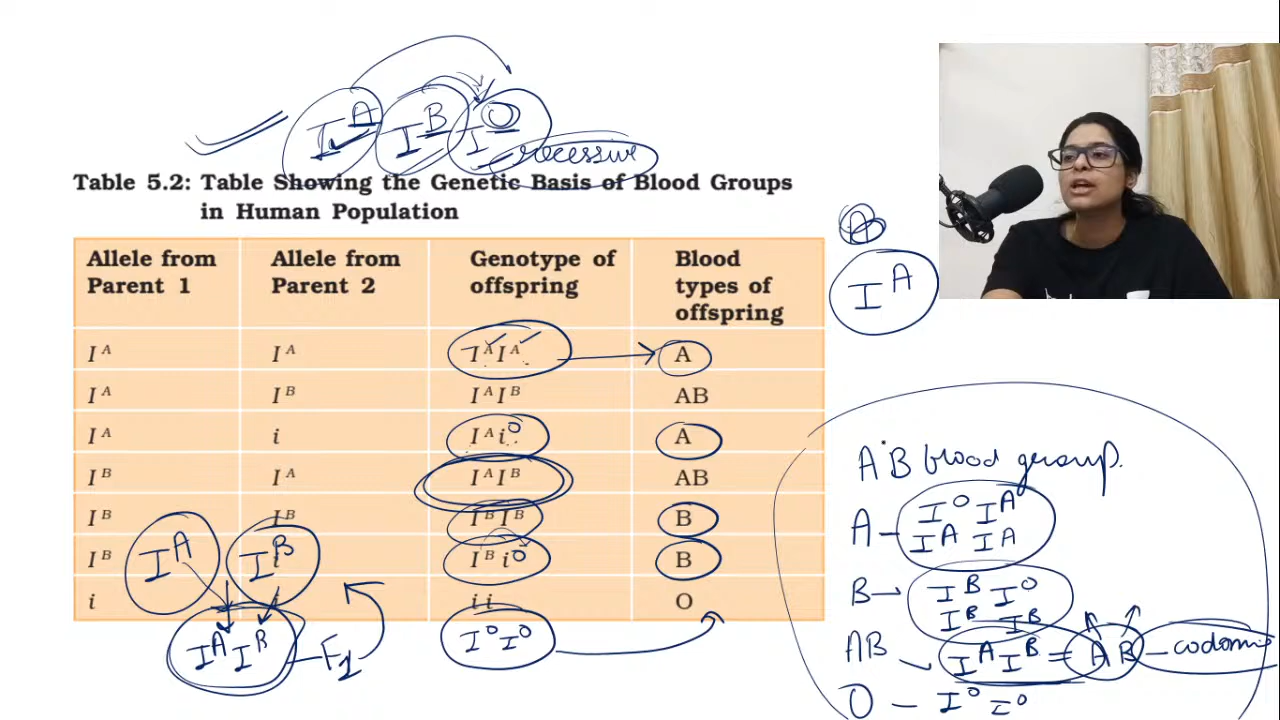 I^A I^B I^O
recessive
Table 5.2: Table Showing the Genetic Basis of Blood Groups
in Human Population
Allele from Parent 1 Allele from Parent 2 Genotype of offspring Blood types of offspring
I^A I^A I^A I^A A
I^A I^B I^A I^B AB
I^A i I^A i^O A
I^B I^A I^A I^B AB
I^B I^B I^B I^B B
I^B i I^B i^O B
i i i i O
I^A I^B
I^A I^B – F1
I^O I^O
A
I^A
AB blood group.
A – I^O I^A
I^A I^A
B – I^B I^O
I^B I^B
AB – I^A I^B = AB – codomi
O – I^O I^O